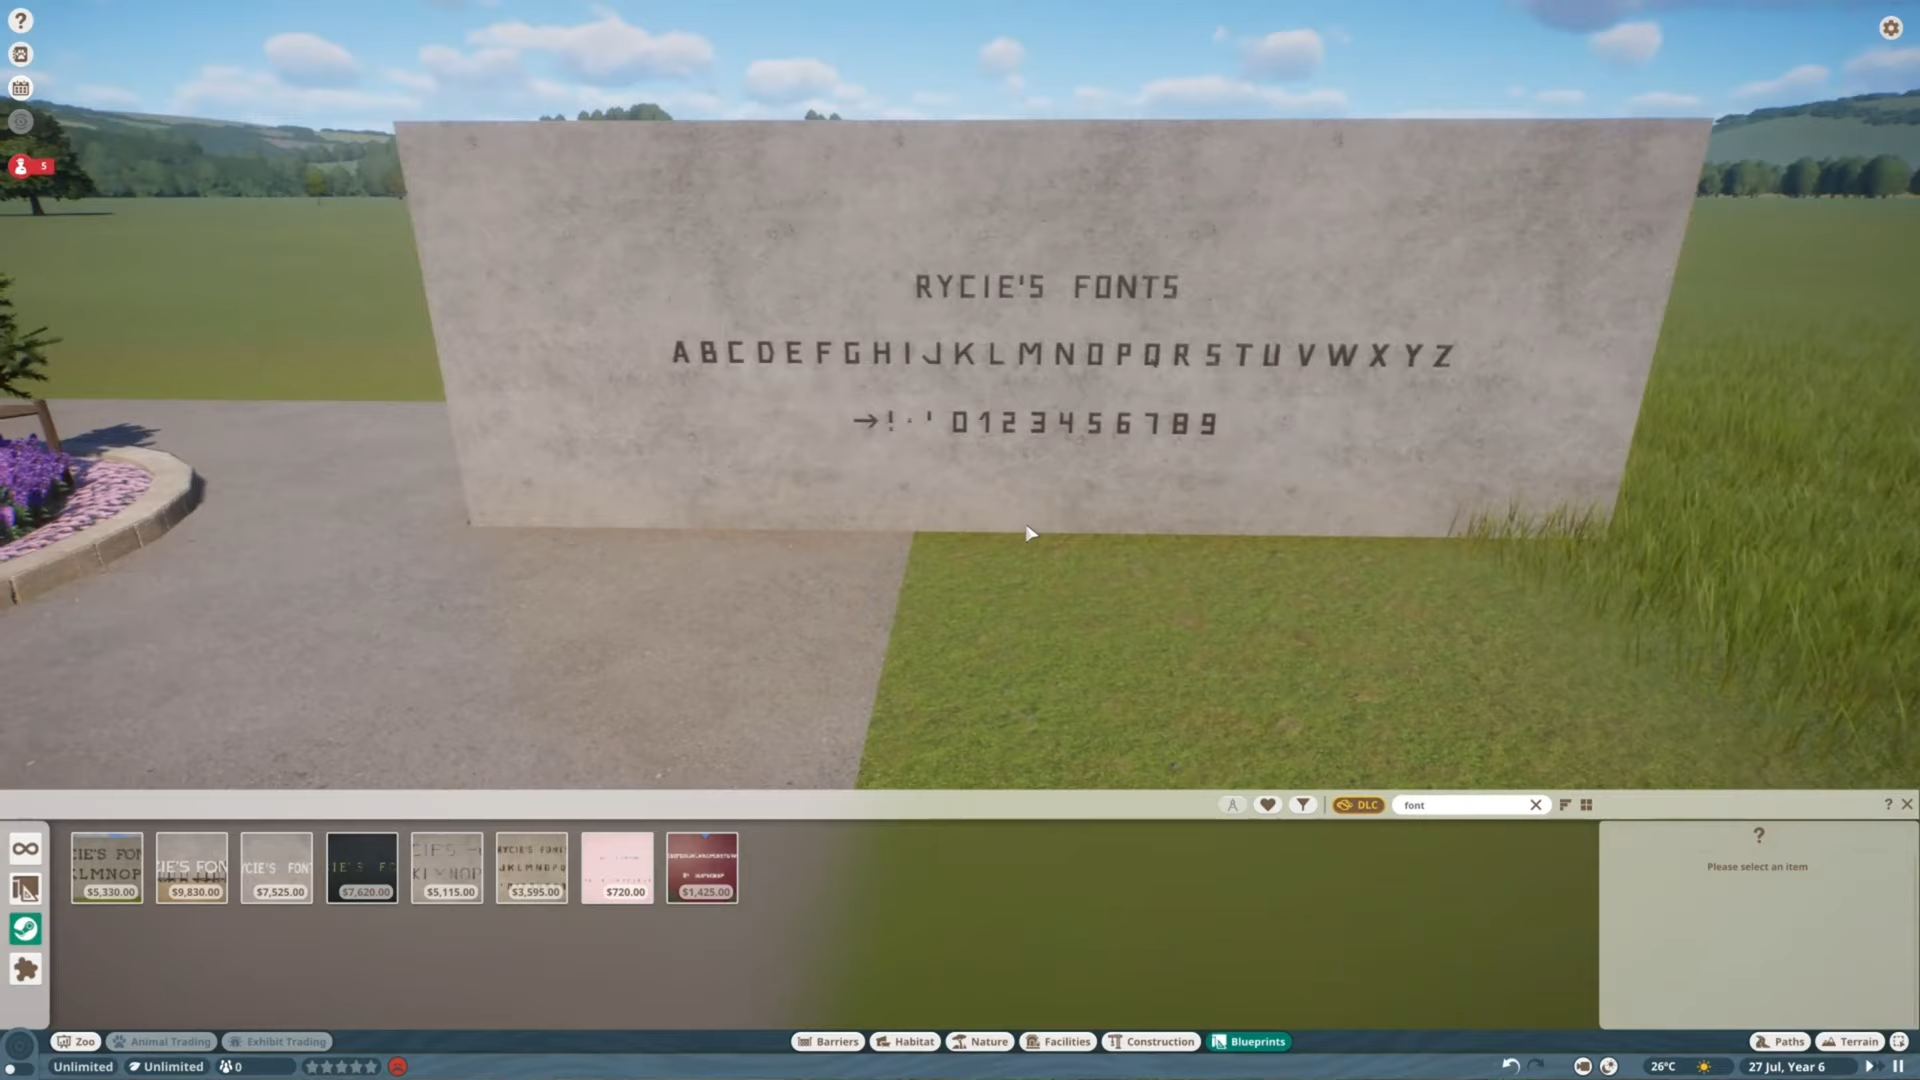 5
RYCIE'S FONTS
ABCDEFGHIJKLMNOPQRSTUVWXYZ
→!.'0123456789
DLC
font
?
$5,330.00
$9,830.00
$7,525.00
$7,620.00
$5,115.00
$3,595.00
$720.00
$1,425.00
?
Please select an item
Zoo
Animal Trading
Exhibit Trading
Barriers
Habitat
Nature
Facilities
Construction
Blueprints
Paths
Terrain
Unlimited
Unlimited
0
26°C
27 Jul, Year 6